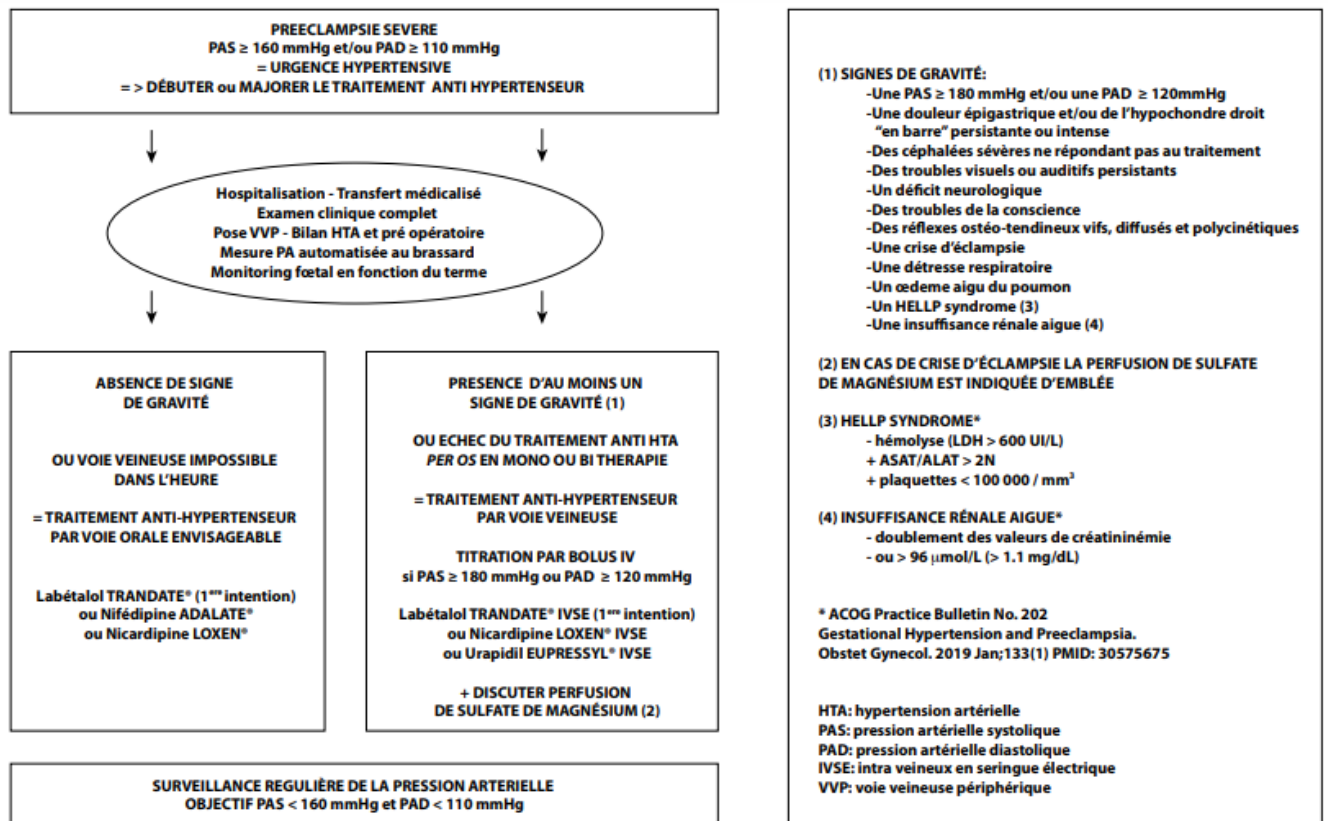 PREECLAMPSIE SEVERE
PAS ≥ 160 mmHg et/ou PAD ≥ 110 mmHg
= URGENCE HYPERTENSIVE
= > DÉBUTER ou MAJORER LE TRAITEMENT ANTI HYPERTENSEUR
Hospitalisation - Transfert médicalisé
Examen clinique complet
Pose VVP - Bilan HTA et pré opératoire
Mesure PA automatisée au brassard
Monitoring fœtal en fonction du terme
ABSENCE DE SIGNE
DE GRAVITÉ
OU VOIE VEINEUSE IMPOSSIBLE
DANS L'HEURE
= TRAITEMENT ANTI-HYPERTENSEUR
PAR VOIE ORALE ENVISAGEABLE
Labétalol TRANDATE® (1ère intention)
ou Nifédipine ADALATE®
ou Nicardipine LOXEN®
PRESENCE D'AU MOINS UN
SIGNE DE GRAVITÉ (1)
OU ECHEC DU TRAITEMENT ANTI HTA
PER OS EN MONO OU BI THERAPIE
= TRAITEMENT ANTI-HYPERTENSEUR
PAR VOIE VEINEUSE
TITRATION PAR BOLUS IV
si PAS ≥ 180 mmHg ou PAD ≥ 120 mmHg
Labétalol TRANDATE® IVSE (1ère intention)
ou Nicardipine LOXEN® IVSE
ou Urapidil EUPRESSYL® IVSE
+ DISCUTER PERFUSION
DE SULFATE DE MAGNÉSIUM (2)
SURVEILLANCE REGULIÈRE DE LA PRESSION ARTERIELLE
OBJECTIF PAS < 160 mmHg et PAD < 110 mmHg
(1) SIGNES DE GRAVITÉ:
-Une PAS ≥ 180 mmHg et/ou une PAD ≥ 120mmHg
-Une douleur épigastrique et/ou de l'hypochondre droit
"en barre" persistante ou intense
-Des céphalées sévères ne répondant pas au traitement
-Des troubles visuels ou auditifs persistants
-Un déficit neurologique
-Des troubles de la conscience
-Des réflexes ostéo-tendineux vifs, diffusés et polycinétiques
-Une crise d'éclampsie
-Une détresse respiratoire
-Un œdeme aigu du poumon
-Un HELLP syndrome (3)
-Une insuffisance rénale aigue (4)
(2) EN CAS DE CRISE D'ÉCLAMPSIE LA PERFUSION DE SULFATE
DE MAGNÉSIUM EST INDIQUÉE D'EMBLÉE
(3) HELLP SYNDROME*
- hémolyse (LDH > 600 UI/L)
+ ASAT/ALAT > 2N
+ plaquettes < 100 000 / mm³
(4) INSUFFISANCE RÉNALE AIGUE*
- doublement des valeurs de créatininémie
- ou > 96 µmol/L (> 1.1 mg/dL)
* ACOG Practice Bulletin No. 202
Gestational Hypertension and Preeclampsia.
Obstet Gynecol. 2019 Jan;133(1) PMID: 30575675
HTA: hypertension artérielle
PAS: pression artérielle systolique
PAD: pression artérielle diastolique
IVSE: intra veineux en seringue électrique
VVP: voie veineuse périphérique